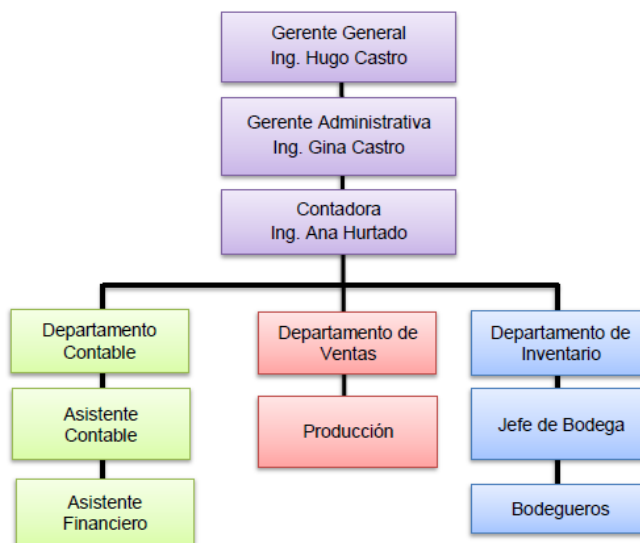 Gerente General
Ing. Hugo Castro
Gerente Administrativa
Ing. Gina Castro
Contadora
Ing. Ana Hurtado
Departamento
Contable
Departamento de
Ventas
Departamento de
Inventario
Asistente
Contable
Producción
Jefe de Bodega
Asistente
Financiero
Bodegueros